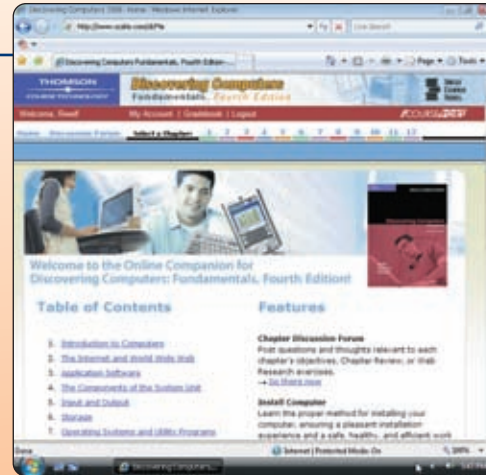 Discovering Computers 2008 Home - Windows Internet Explorer
Live Search
Discovering Computers Fundamentals, Fourth Edition
Page
Tools
THOMSON
COURSE TECHNOLOGY
Discovering Computers
Fundamentals, Fourth Edition
Welcome,
My Account | Gradebook | Logout
Home Discussion Forum Select a Chapter: 1 2 3 4 5 6 7 8 9 10 11 12
Welcome to the Online Companion for
Discovering Computers: Fundamentals, Fourth Edition!
Table of Contents
1. Introduction to Computers
2. The Internet and World Wide Web
3. Application Software
4. The Components of the System Unit
5. Input and Output
6. Storage
7. Operating Systems and Utility Programs
Features
Chapter Discussion Forum
Post questions and thoughts relevant to each
chapter's objectives, Chapter Review, or Web
Research exercises.
→ Go there now
Install Computer
Learn the proper method for installing your
computer, ensuring a pleasant installation
experience and a safe, healthy, and efficient work
Done
Internet | Protected Mode: On
Discovering Computers...